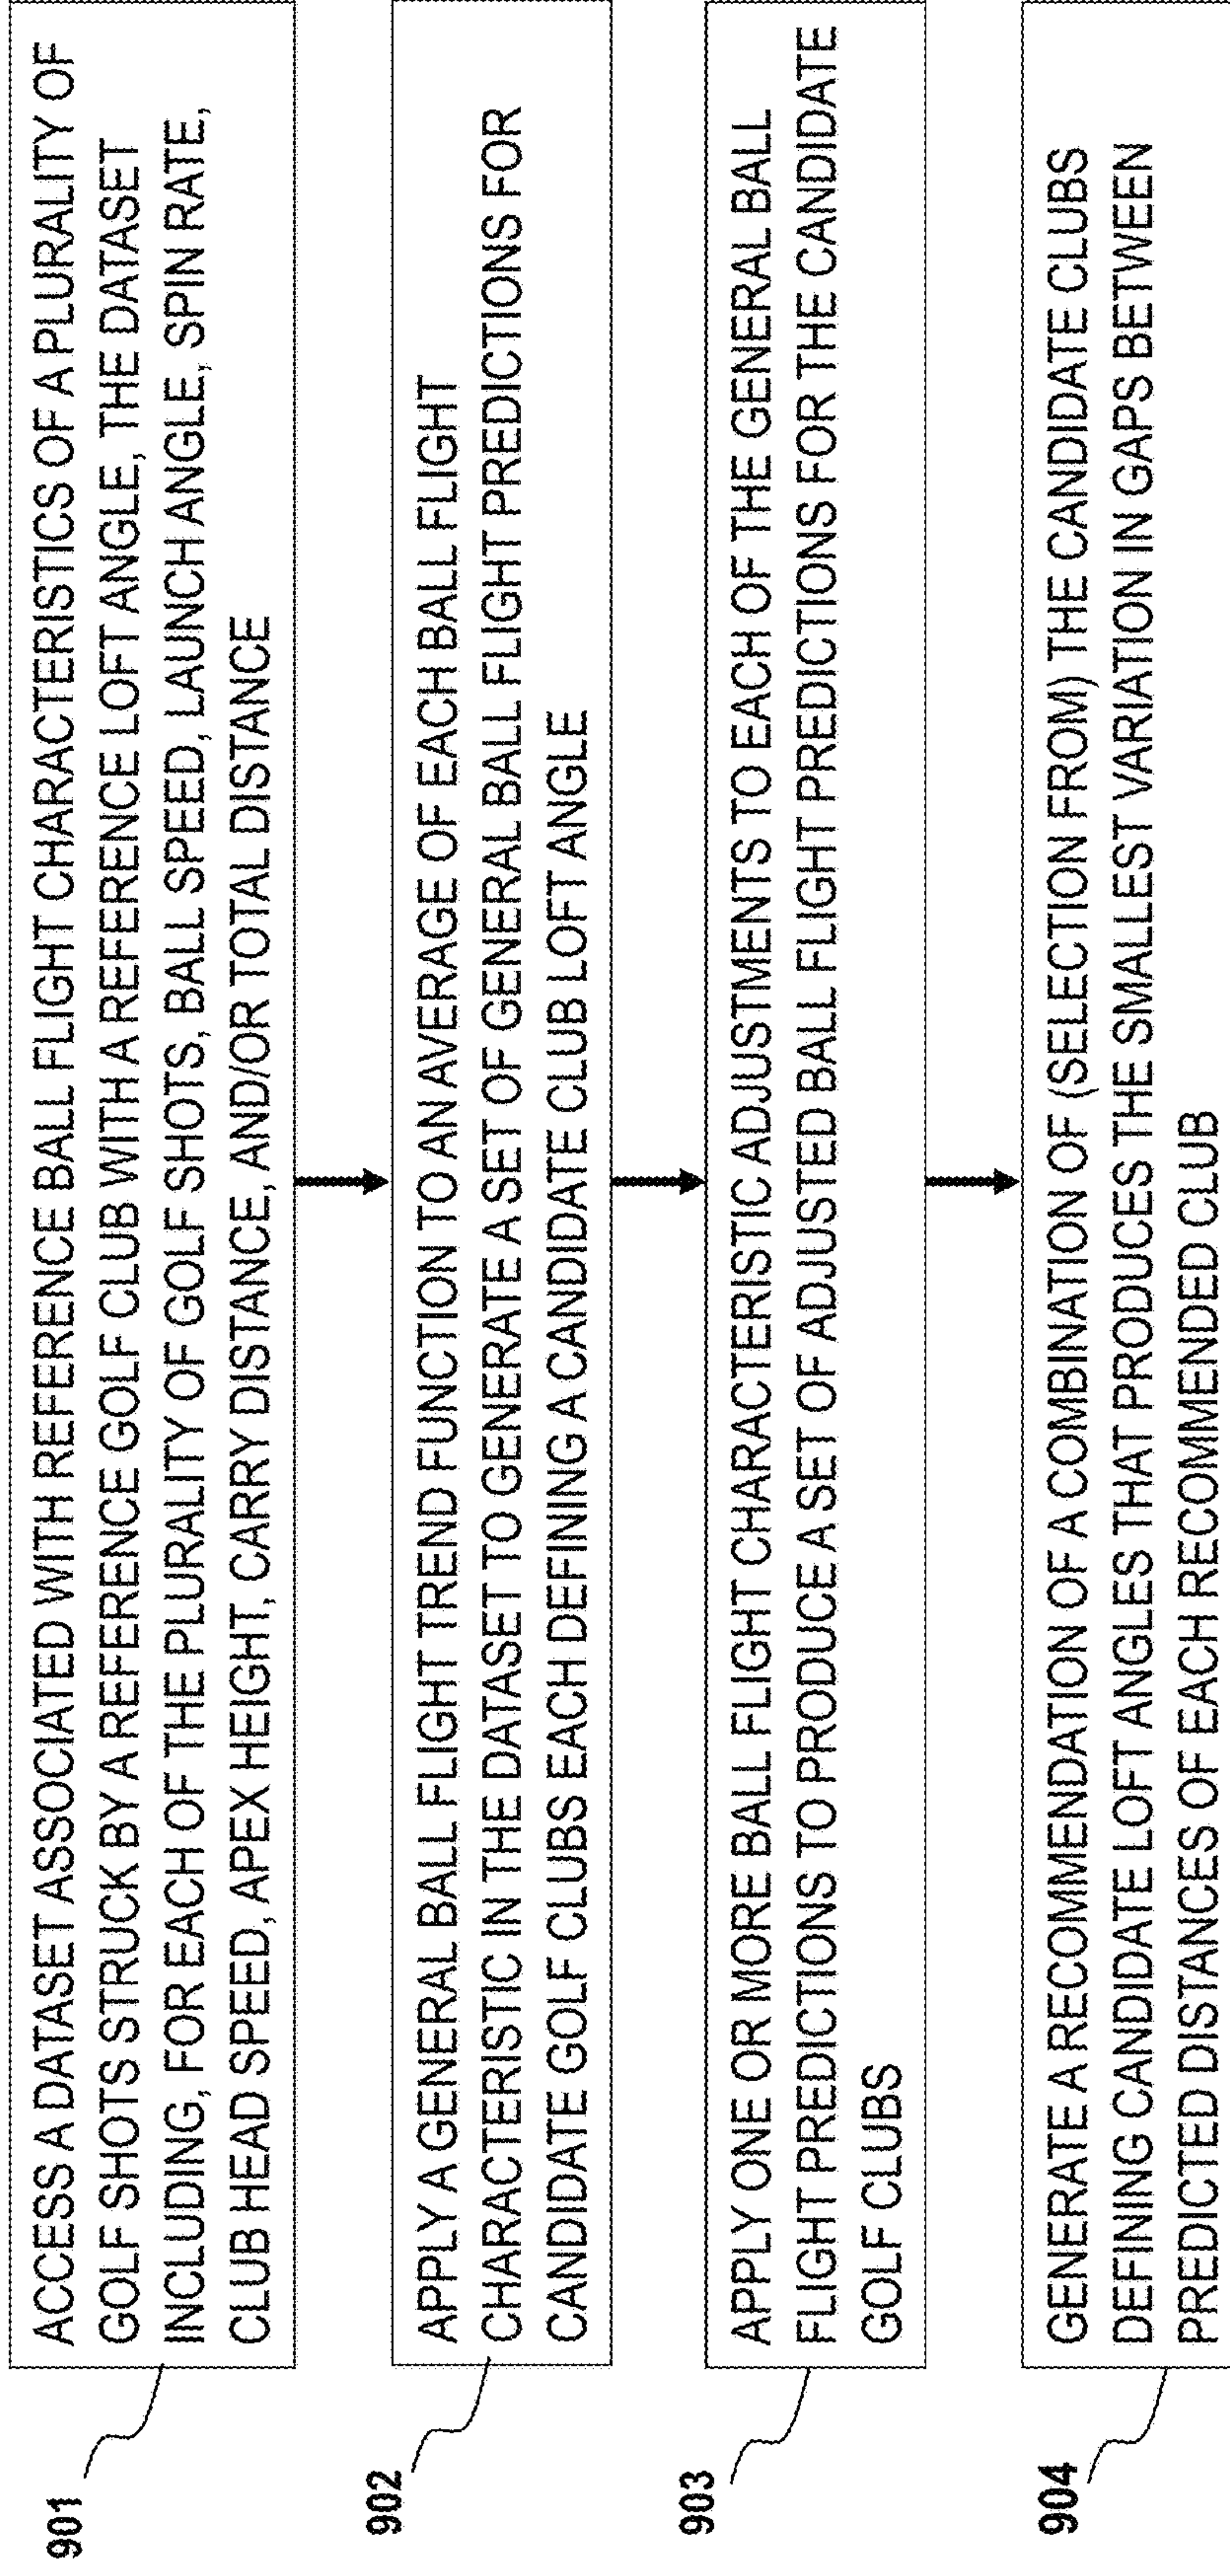 901
ACCESS A DATASET ASSOCIATED WITH REFERENCE BALL FLIGHT CHARACTERISTICS OF A PLURALITY OF
GOLF SHOTS STRUCK BY A REFERENCE GOLF CLUB WITH A REFERENCE LOFT ANGLE, THE DATASET
INCLUDING, FOR EACH OF THE PLURALITY OF GOLF SHOTS, BALL SPEED, LAUNCH ANGLE, SPIN RATE,
CLUB HEAD SPEED, APEX HEIGHT, CARRY DISTANCE, AND/OR TOTAL DISTANCE
902
APPLY A GENERAL BALL FLIGHT TREND FUNCTION TO AN AVERAGE OF EACH BALL FLIGHT
CHARACTERISTIC IN THE DATASET TO GENERATE A SET OF GENERAL BALL FLIGHT PREDICTIONS FOR
CANDIDATE GOLF CLUBS EACH DEFINING A CANDIDATE CLUB LOFT ANGLE
903
APPLY ONE OR MORE BALL FLIGHT CHARACTERISTIC ADJUSTMENTS TO EACH OF THE GENERAL BALL
FLIGHT PREDICTIONS TO PRODUCE A SET OF ADJUSTED BALL FLIGHT PREDICTIONS FOR THE CANDIDATE
GOLF CLUBS
904
GENERATE A RECOMMENDATION OF A COMBINATION OF (SELECTION FROM) THE CANDIDATE CLUBS
DEFINING CANDIDATE LOFT ANGLES THAT PRODUCES THE SMALLEST VARIATION IN GAPS BETWEEN
PREDICTED DISTANCES OF EACH RECOMMENDED CLUB